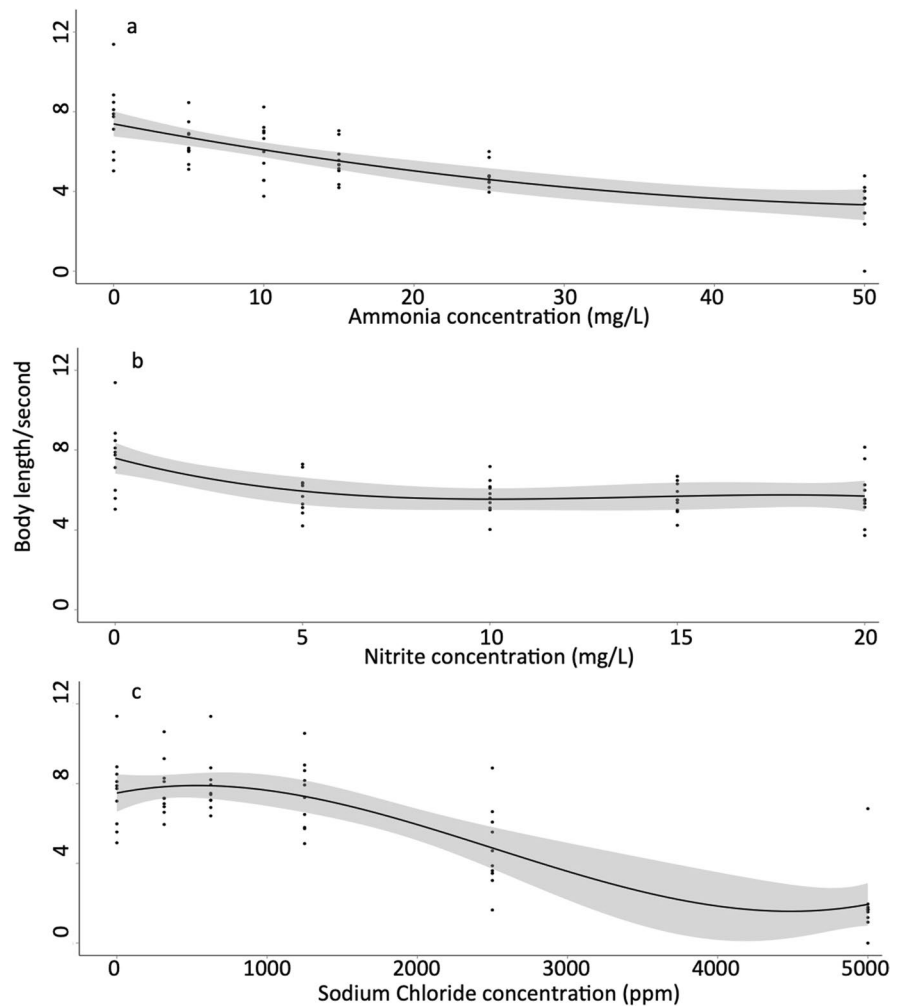 a
12
8
4
0
0 10 20 30 40 50
Ammonia concentration (mg/L)
Body length/second
b
12
8
4
0
0 5 10 15 20
Nitrite concentration (mg/L)
c
12
8
4
0
0 1000 2000 3000 4000 5000
Sodium Chloride concentration (ppm)